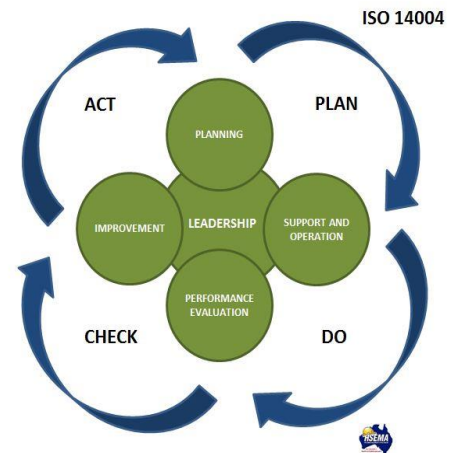 ISO 14004
ACT
PLAN
PLANNING
IMPROVEMENT
LEADERSHIP
SUPPORT AND
OPERATION
PERFORMANCE
EVALUATION
CHECK
DO
HSEMA